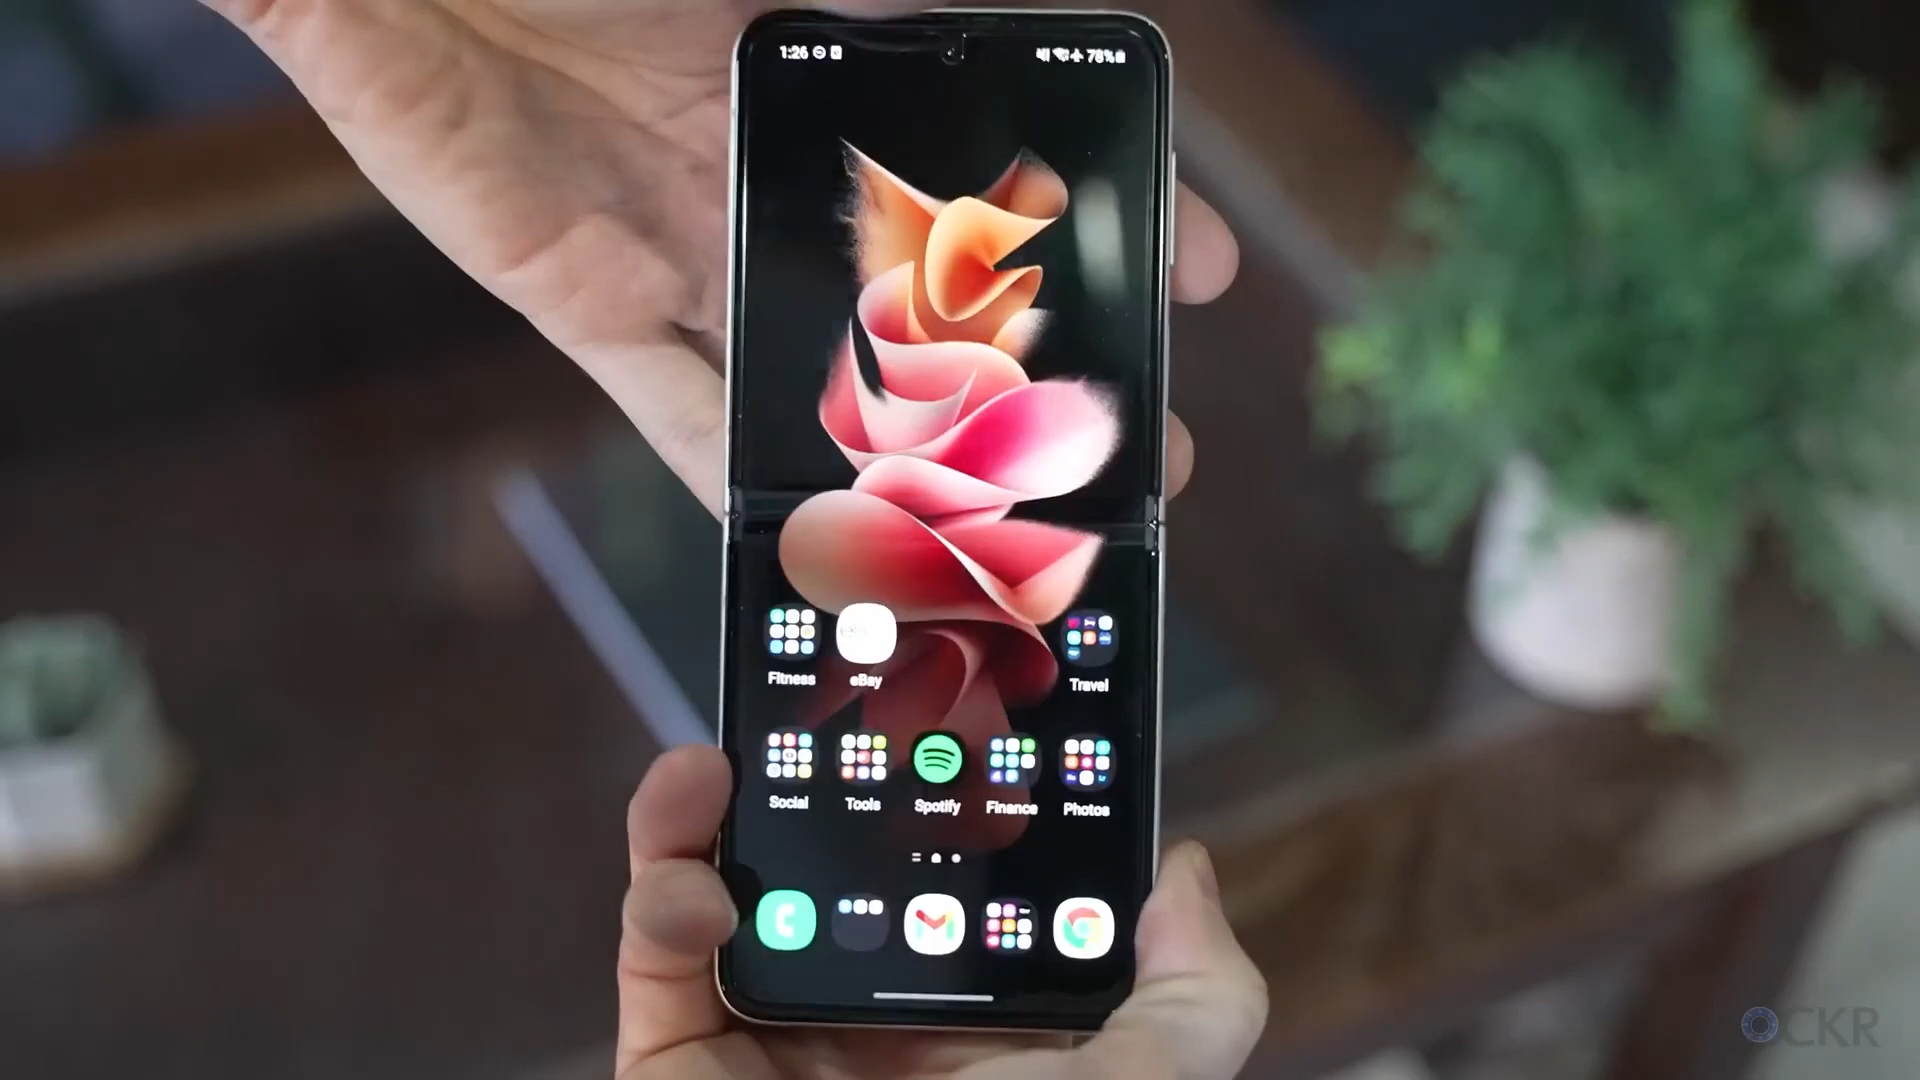 1:26 78%
Fitness eBay Travel
Social Tools Spotify Finance Photos
CKR